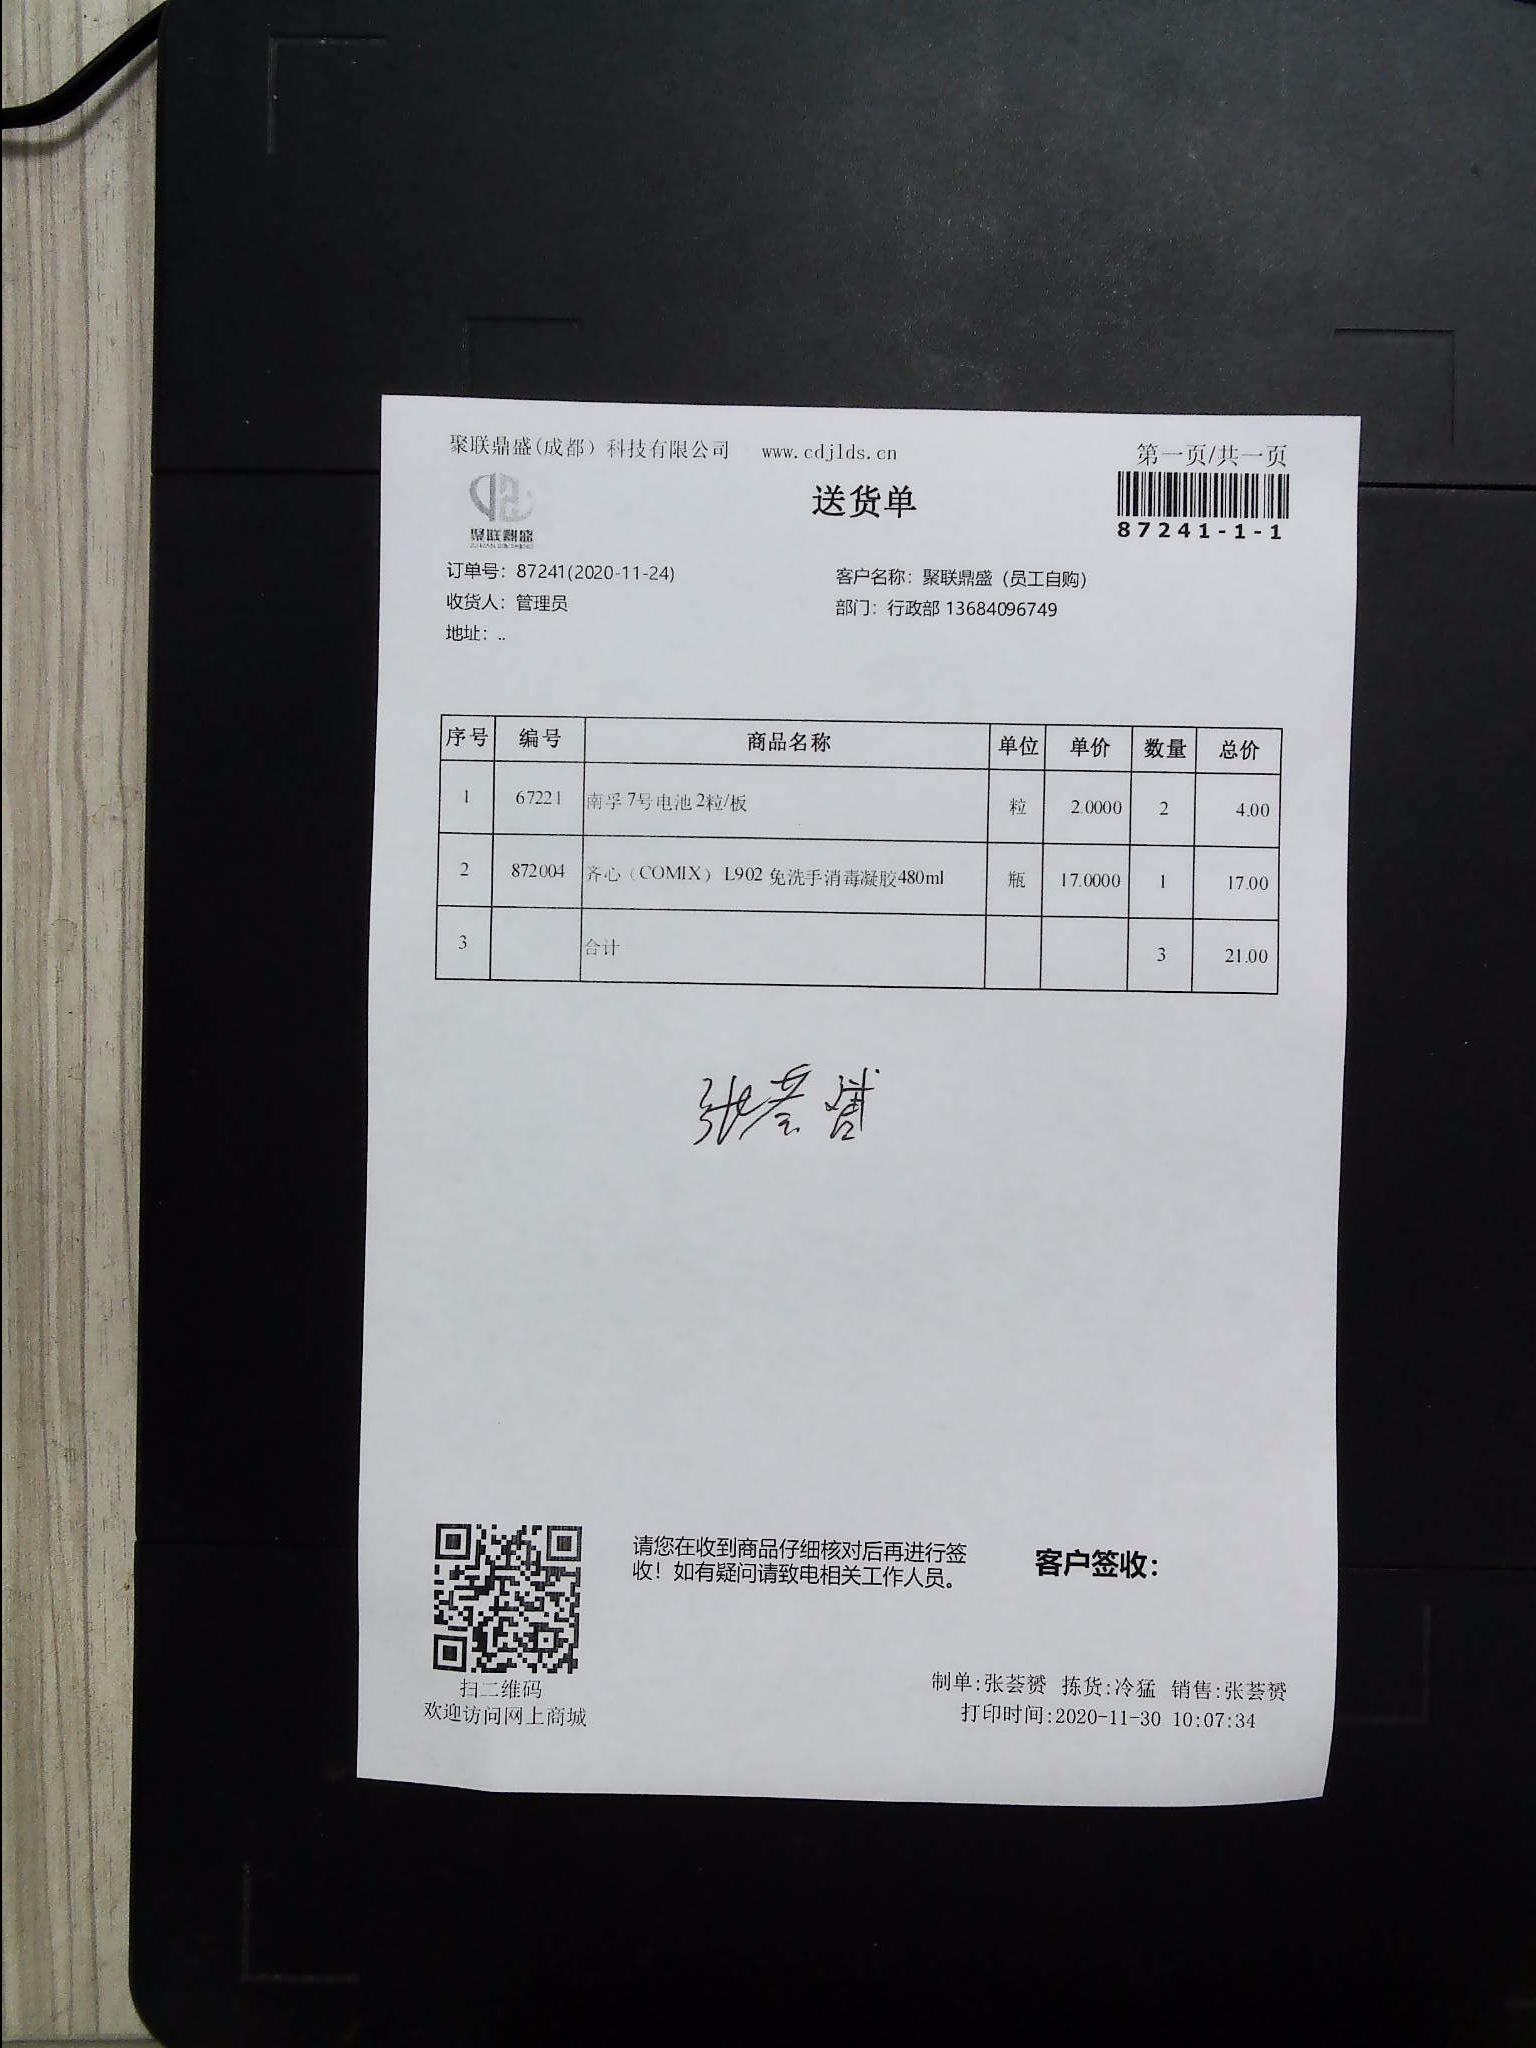 聚联鼎盛(成都）科技有限公司 www.cdjlds.cn
第一页/共一页
聚联鼎盛
送货单
87241-1-1
订单号：87241(2020-11-24)
客户名称：聚联鼎盛（员工自购）
收货人：管理员
部门：行政部 13684096749
地址：..
序号 编号 商品名称 单位 单价 数量 总价
1 67221 南孚 7号电池 2粒/板 粒 2.0000 2 4.00
2 872004 齐心（COMIX） L902 免洗手消毒凝胶480ml 瓶 17.0000 1 17.00
3 合计 3 21.00
张荟赟
请您在收到商品仔细核对后再进行签
收！如有疑问请致电相关工作人员。
客户签收：
扫二维码
欢迎访问网上商城
制单:张荟赟 拣货:冷猛 销售:张荟赟
打印时间:2020-11-30 10:07:34